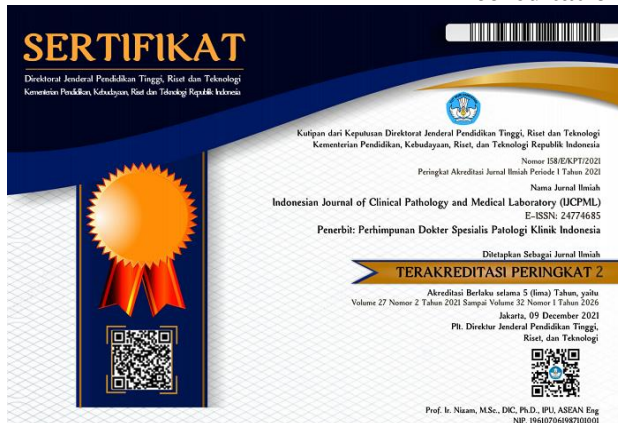 SERTIFIKAT
Direktorat Jenderal Pendidikan Tinggi, Riset dan Teknologi
Kementerian Pendidikan, Kebudayaan, Riset dan Teknologi Republik Indonesia
Kutipan dari Keputusan Direktorat Jenderal Pendidikan Tinggi, Riset dan Teknologi
Kementerian Pendidikan, Kebudayaan, Riset, dan Teknologi Republik Indonesia
Nomor 158/E/KPT/2021
Peringkat Akreditasi Jurnal Ilmiah Periode I Tahun 2021
Nama Jurnal Ilmiah
Indonesian Journal of Clinical Pathology and Medical Laboratory (IJCPML)
E-ISSN: 24774685
Penerbit: Perhimpunan Dokter Spesialis Patologi Klinik Indonesia
Ditetapkan Sebagai Jurnal Ilmiah
TERAKREDITASI PERINGKAT 2
Akreditasi Berlaku selama 5 (lima) Tahun, yaitu
Volume 27 Nomor 2 Tahun 2021 Sampai Volume 32 Nomor 1 Tahun 2026
Jakarta, 09 December 2021
Plt. Direktur Jenderal Pendidikan Tinggi,
Riset, dan Teknologi
Prof. Ir. Nizam, M.Sc., DIC, Ph.D., IPU, ASEAN Eng
NIP. 196107061987101001